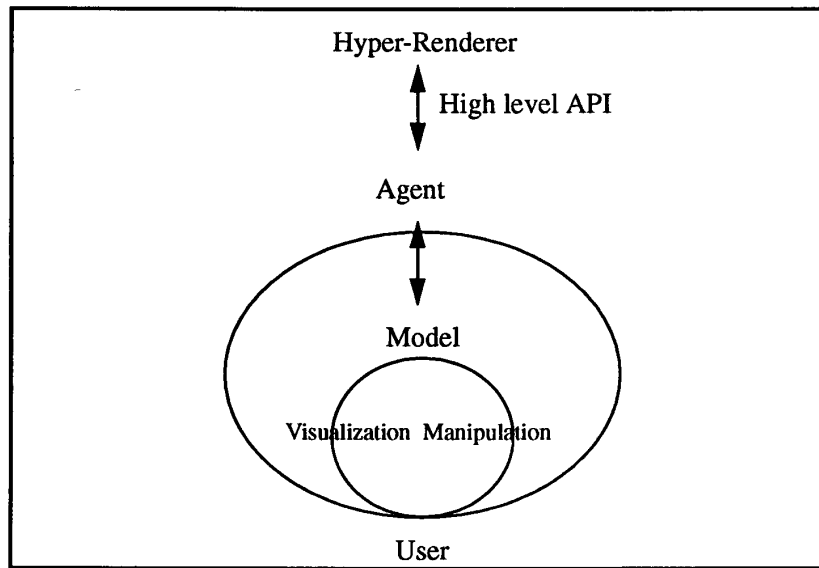 Hyper-Renderer
High level API
Agent
Model
Visualization Manipulation
User